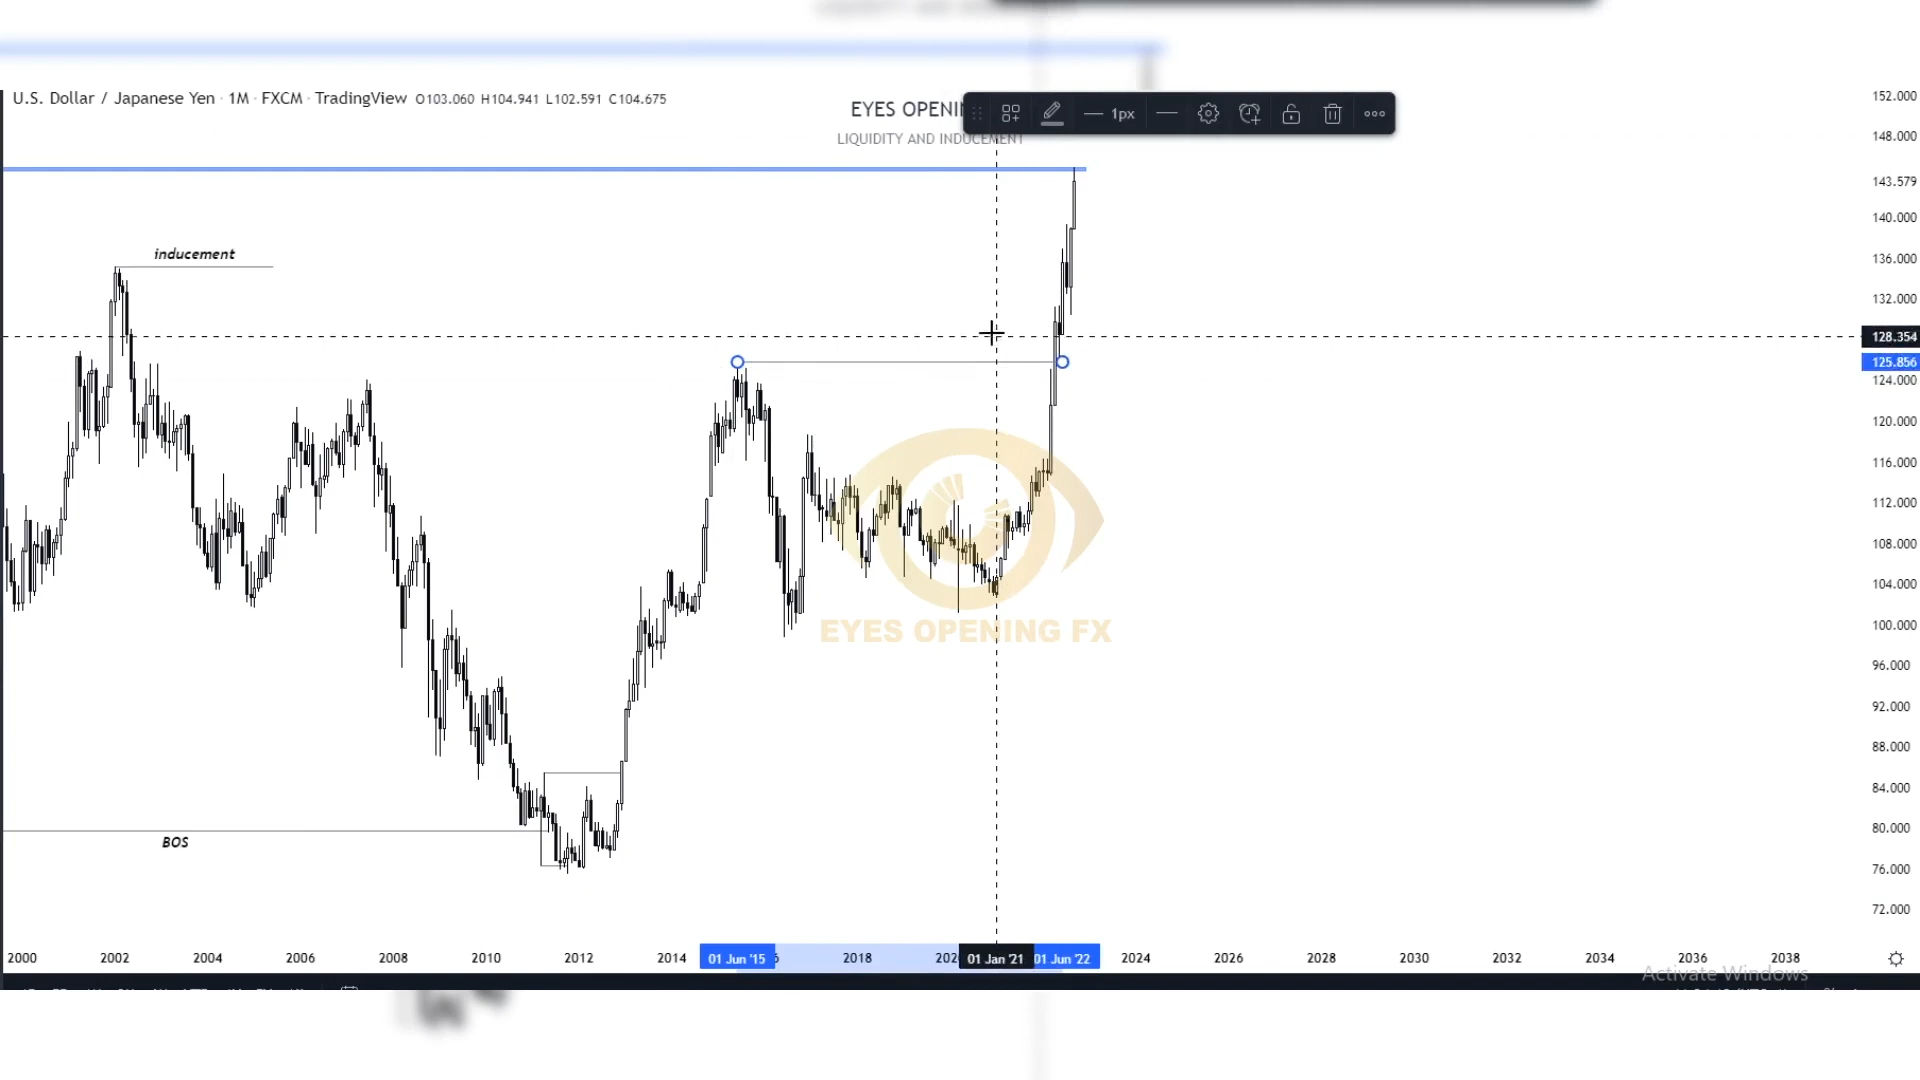 U.S. Dollar / Japanese Yen · 1M · FXCM · TradingView O103.060 H104.941 L102.591 C104.675
EYES OPENIN
1px
LIQUIDITY AND INDUCEMENT
152.000
148.000
143.579
140.000
inducement
136.000
132.000
128.354
125.856
124.000
120.000
116.000
112.000
108.000
104.000
EYES OPENING FX
100.000
96.000
92.000
88.000
84.000
80.000
BOS
76.000
72.000
2000 2002 2004 2006 2008 2010 2012 2014 01 Jun '15 2018 01 Jan '21 01 Jun '22 2024 2026 2028 2030 2032 2034 2036 2038
Activate Windows